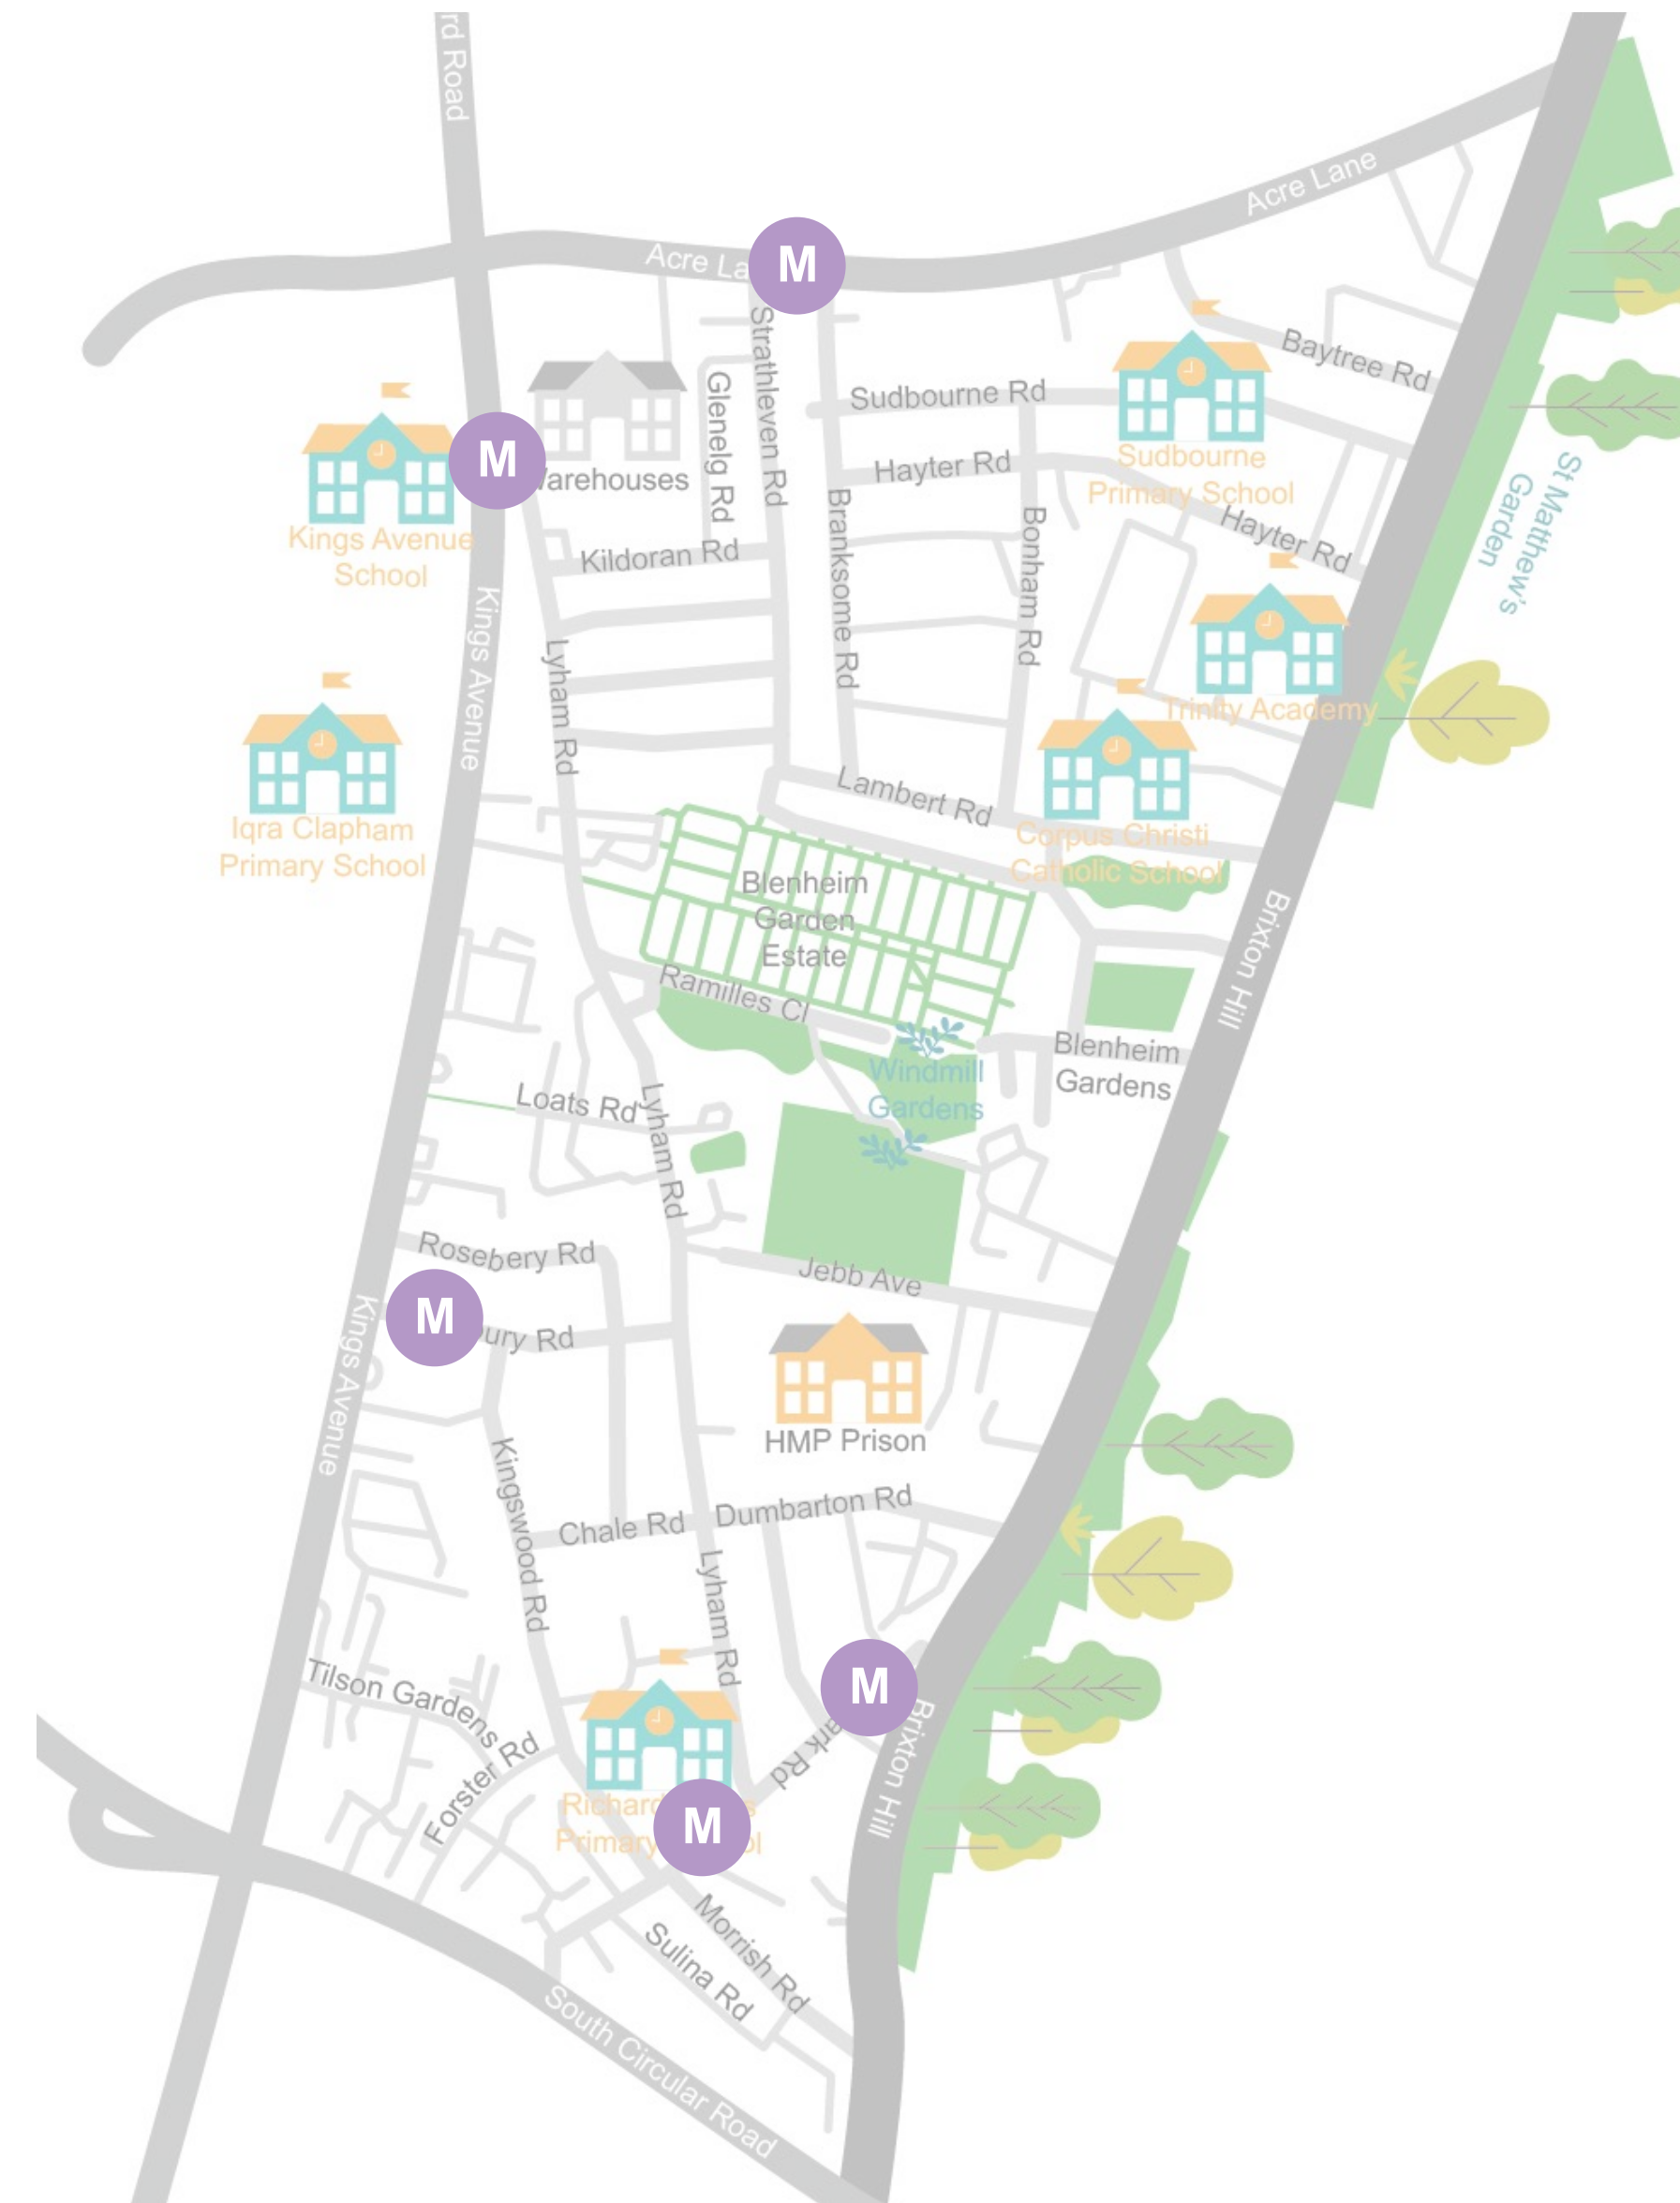 rd Road
Acre Lane
Acre La
M
Strathleven Rd
Baytree Rd
Sudbourne Rd
Glenelg Rd
M
Hayter Rd
Sudbourne
Primary School
Warehouses
Kings Avenue
School
Kildoran Rd
Branksome Rd
Bonham Rd
Hayter Rd
St Matthew's
Garden
Kings Avenue
Lyham Rd
Trinity Academy
Iqra Clapham
Primary School
Lambert Rd
Corpus Christi
Catholic School
Blenheim
Garden
Estate
Brixton Hill
Ramilles Cl
Windmill
Gardens
Blenheim
Gardens
Loats Rd
Lyham Rd
Rosebery Rd
Jebb Ave
M
ury Rd
Kings Avenue
HMP Prison
Kingswood Rd
Chale Rd
Dumbarton Rd
Lyham Rd
Tilson Gardens
M
ark Rd
Brixton Hill
Forster Rd
Richard
s
Primary
ol
M
Morrish Rd
Sulina Rd
South Circular Road